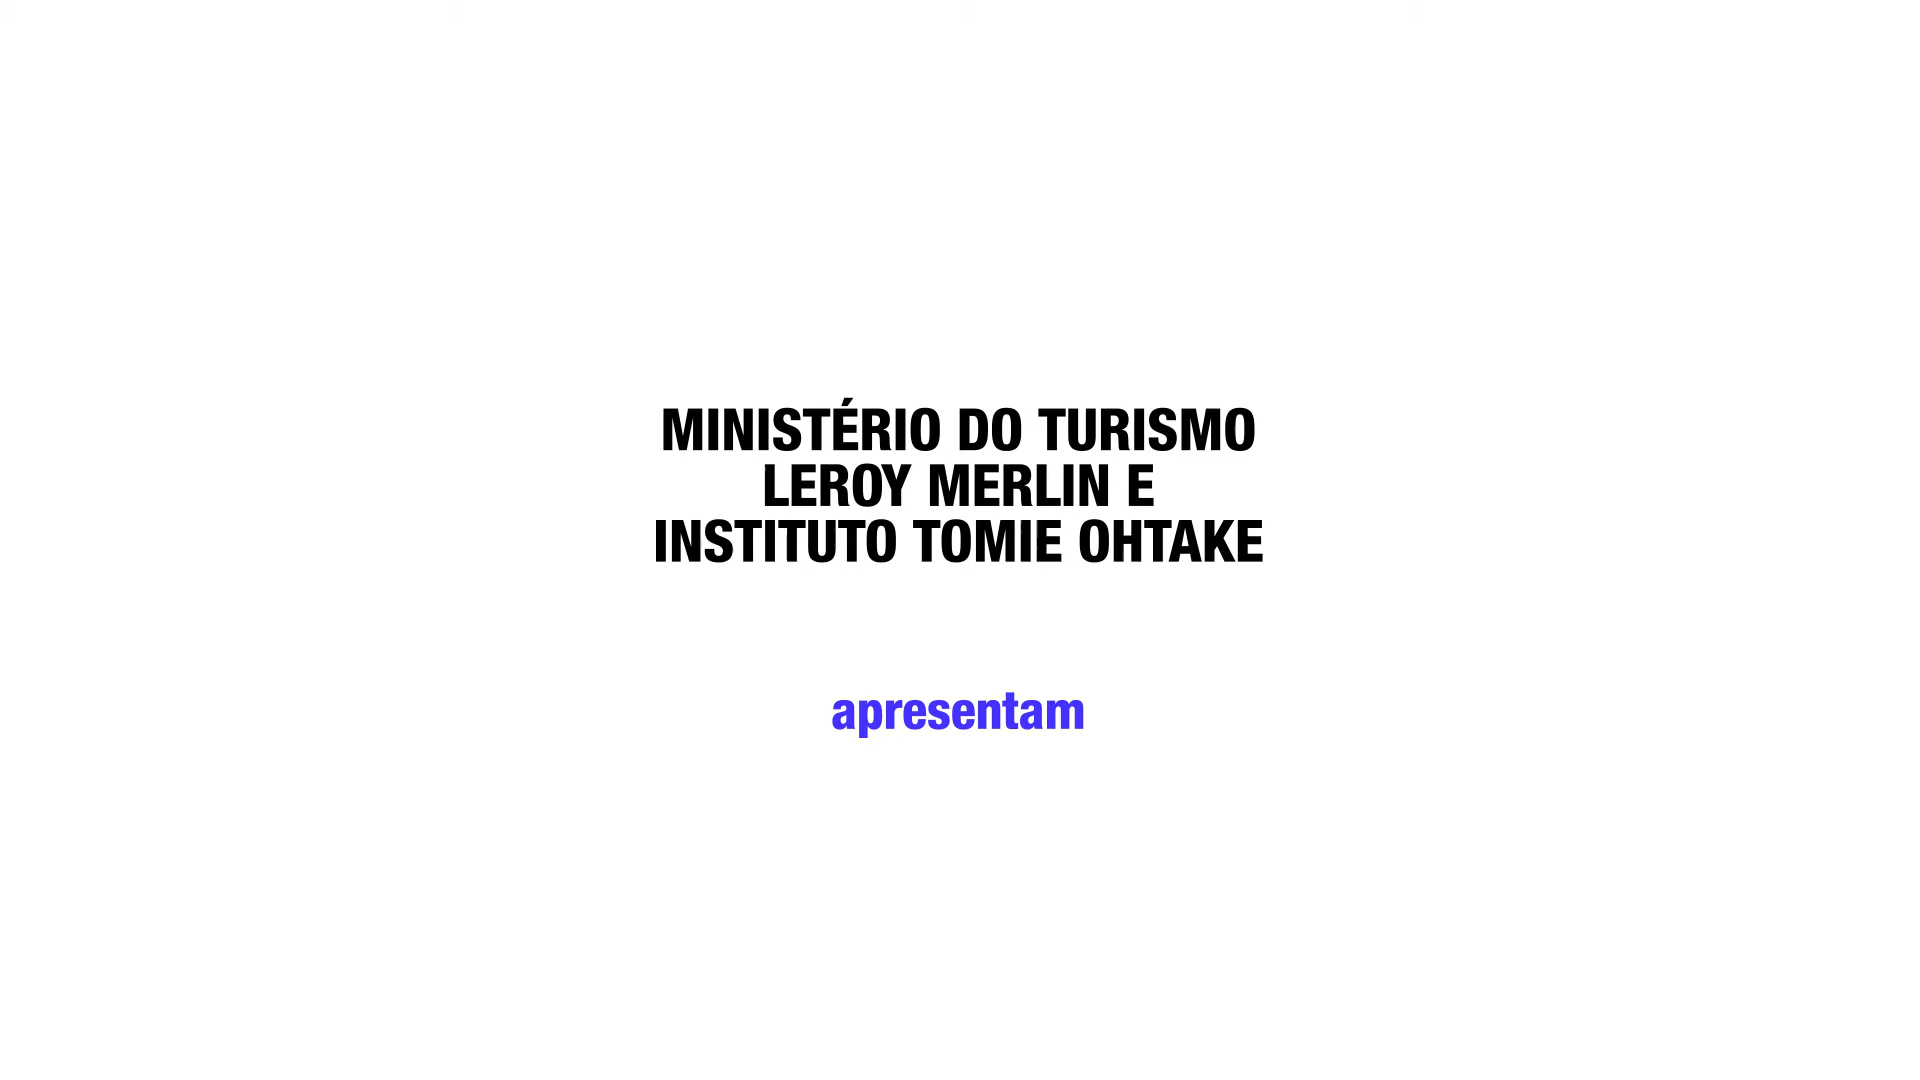 MINISTÉRIO DO TURISMO
LEROY MERLIN E
INSTITUTO TOMIE OHTAKE
apresentam